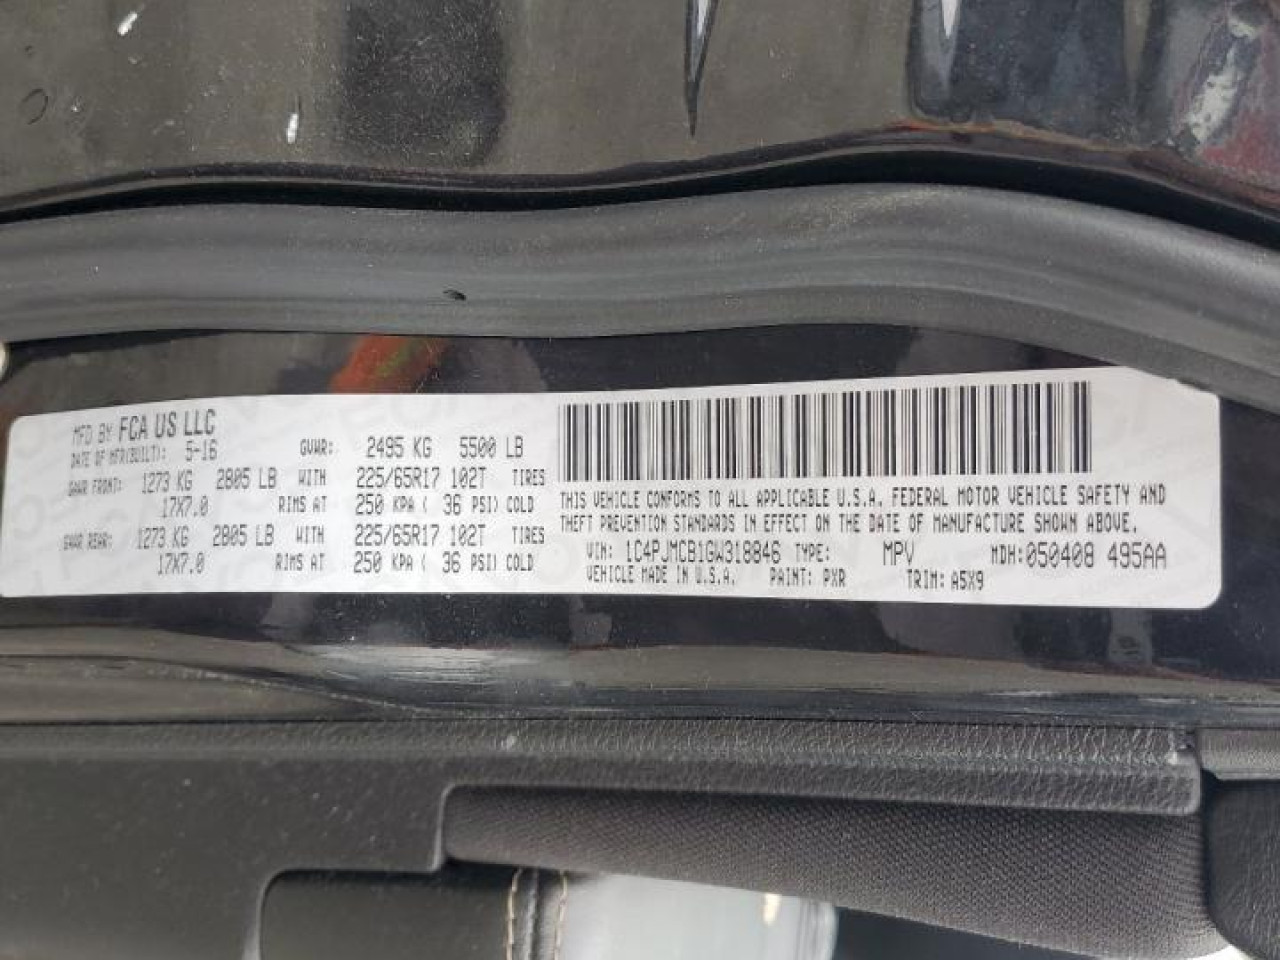 MFD BY FCA US LLC
DATE OF MFR(BUILT): 5-16 GVWR: 2495 KG 5500 LB
GAWR FRONT: 1273 KG 2805 LB WITH 225/65R17 102T TIRES
17X7.0 RIMS AT 250 KPA ( 36 PSI) COLD
GAWR REAR: 1273 KG 2805 LB WITH 225/65R17 102T TIRES
17X7.0 RIMS AT 250 KPA ( 36 PSI) COLD
THIS VEHICLE CONFORMS TO ALL APPLICABLE U.S.A. FEDERAL MOTOR VEHICLE SAFETY AND
THEFT PREVENTION STANDARDS IN EFFECT ON THE DATE OF MANUFACTURE SHOWN ABOVE.
VIN: 1C4PJMCB1GW318846 TYPE: MPV MDH: 050408 495AA
VEHICLE MADE IN U.S.A. PAINT: PXR TRIM: A5X9